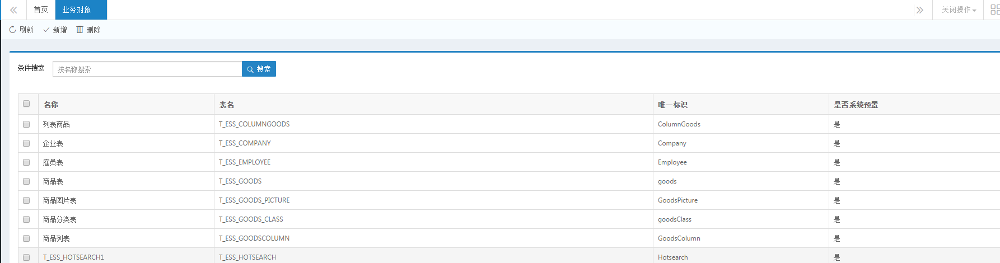 首页 业务对象 关闭操作
刷新 新增 删除
条件搜索 按名称搜索 搜索
名称 表名 唯一标识 是否系统预置
列表商品 T_ESS_COLUMNGOODS ColumnGoods 是
企业表 T_ESS_COMPANY Company 是
雇员表 T_ESS_EMPLOYEE Employee 是
商品表 T_ESS_GOODS goods 是
商品图片表 T_ESS_GOODS_PICTURE GoodsPicture 是
商品分类表 T_ESS_GOODS_CLASS goodsClass 是
商品列表 T_ESS_GOODSCOLUMN GoodsColumn 是
T_ESS_HOTSEARCH1 T_ESS_HOTSEARCH Hotsearch 是